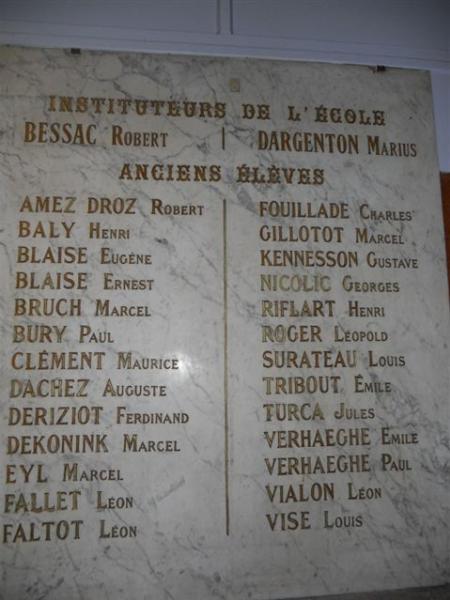 INSTITUTEURS DE L'ÉCOLE
BESSAC ROBERT | DARGENTON MARIUS
ANCIENS ÉLÈVES
AMEZ DROZ ROBERT
BALY HENRI
BLAISE EUGÈNE
BLAISE ERNEST
BRUCH MARCEL
BURY PAUL
CLÉMENT MAURICE
DACHEZ AUGUSTE
DERIZIOT FERDINAND
DEKONINK MARCEL
EYL MARCEL
FALLET LÉON
FALTOT LÉON
FOUILLADE CHARLES
GILLOTOT MARCEL
KENNESSON GUSTAVE
NICOLIC GEORGES
RIFLART HENRI
ROGER LÉOPOLD
SURATEAU LOUIS
TRIBOUT ÉMILE
TURCA JULES
VERHAEGHE EMILE
VERHAEGHE PAUL
VIALON LÉON
VISE LOUIS